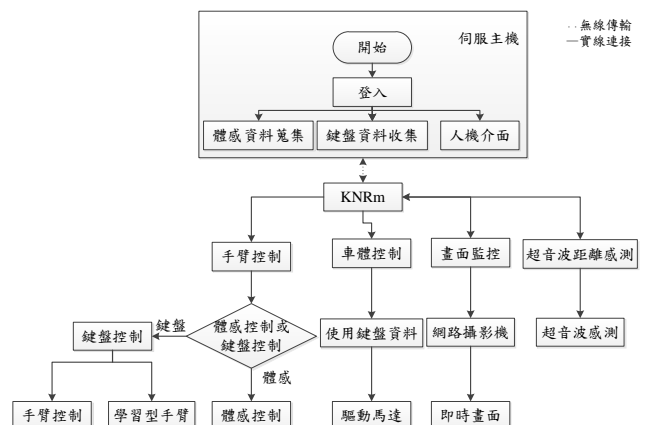 伺服主機
‥無線傳輸
—實線連接
開始
登入
體感資料蒐集
鍵盤資料收集
人機介面
KNRm
手臂控制
車體控制
畫面監控
超音波距離感測
體感控制或
鍵盤控制
鍵盤
體感
鍵盤控制
使用鍵盤資料
網路攝影機
超音波感測
手臂控制
學習型手臂
體感控制
驅動馬達
即時畫面